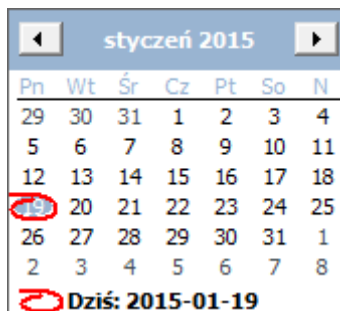 styczeń 2015
Pn Wt Śr Cz Pt So N
29 30 31 1 2 3 4
5 6 7 8 9 10 11
12 13 14 15 16 17 18
19 20 21 22 23 24 25
26 27 28 29 30 31 1
2 3 4 5 6 7 8
Dziś: 2015-01-19